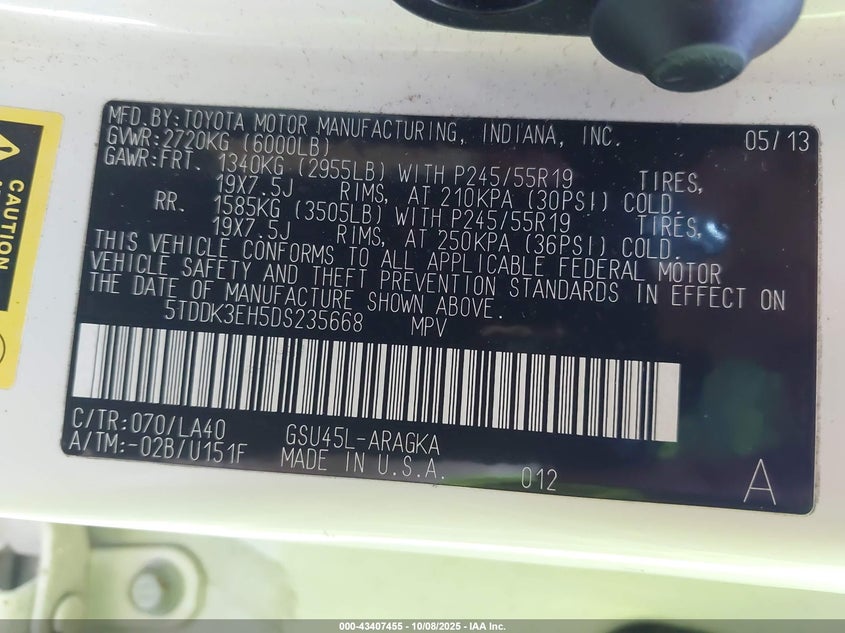 MFD.BY:TOYOTA MOTOR MANUFACTURING, INDIANA, INC. 05/13
GVWR:2720KG (6000LB)
GAWR:FRT. 1340KG (2955LB) WITH P245/55R19 TIRES,
19X7.5J RIMS, AT 210KPA (30PSI) COLD.
RR. 1585KG (3505LB) WITH P245/55R19 TIRES,
19X7.5J RIMS, AT 250KPA (36PSI) COLD.
THIS VEHICLE CONFORMS TO ALL APPLICABLE FEDERAL MOTOR
VEHICLE SAFETY AND THEFT PREVENTION STANDARDS IN EFFECT ON
THE DATE OF MANUFACTURE SHOWN ABOVE.
5TDDK3EH5DS235668 MPV
C/TR:070/LA40 GSU45L-ARAGKA
A/TM:-02B/U151F MADE IN U.S.A. 012 A
CAUTION
000-43407455 - 10/08/2025 - IAA Inc.